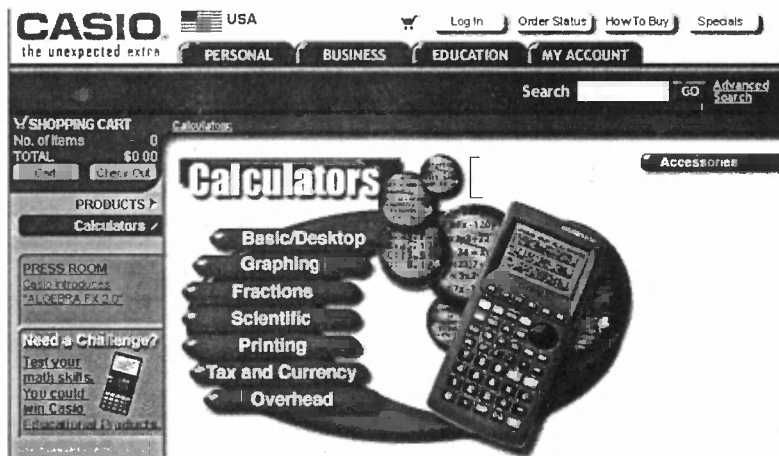 CASIO.
the unexpected extra
USA
Log In
Order Status
How To Buy
Specials
PERSONAL
BUSINESS
EDUCATION
MY ACCOUNT
Search
GO
Advanced
Search
SHOPPING CART
No. of Items 0
TOTAL $0.00
Cart
Check Out
PRODUCTS
Calculators
PRESS ROOM
Casio Introduces
"ALGEBRA FX 2.0"
Need a Challenge?
Test your
math skills.
You could
win Casio
Educational Products
Calculators
Calculators
Basic/Desktop
Graphing
Fractions
Scientific
Printing
Tax and Currency
Overhead
Accessories